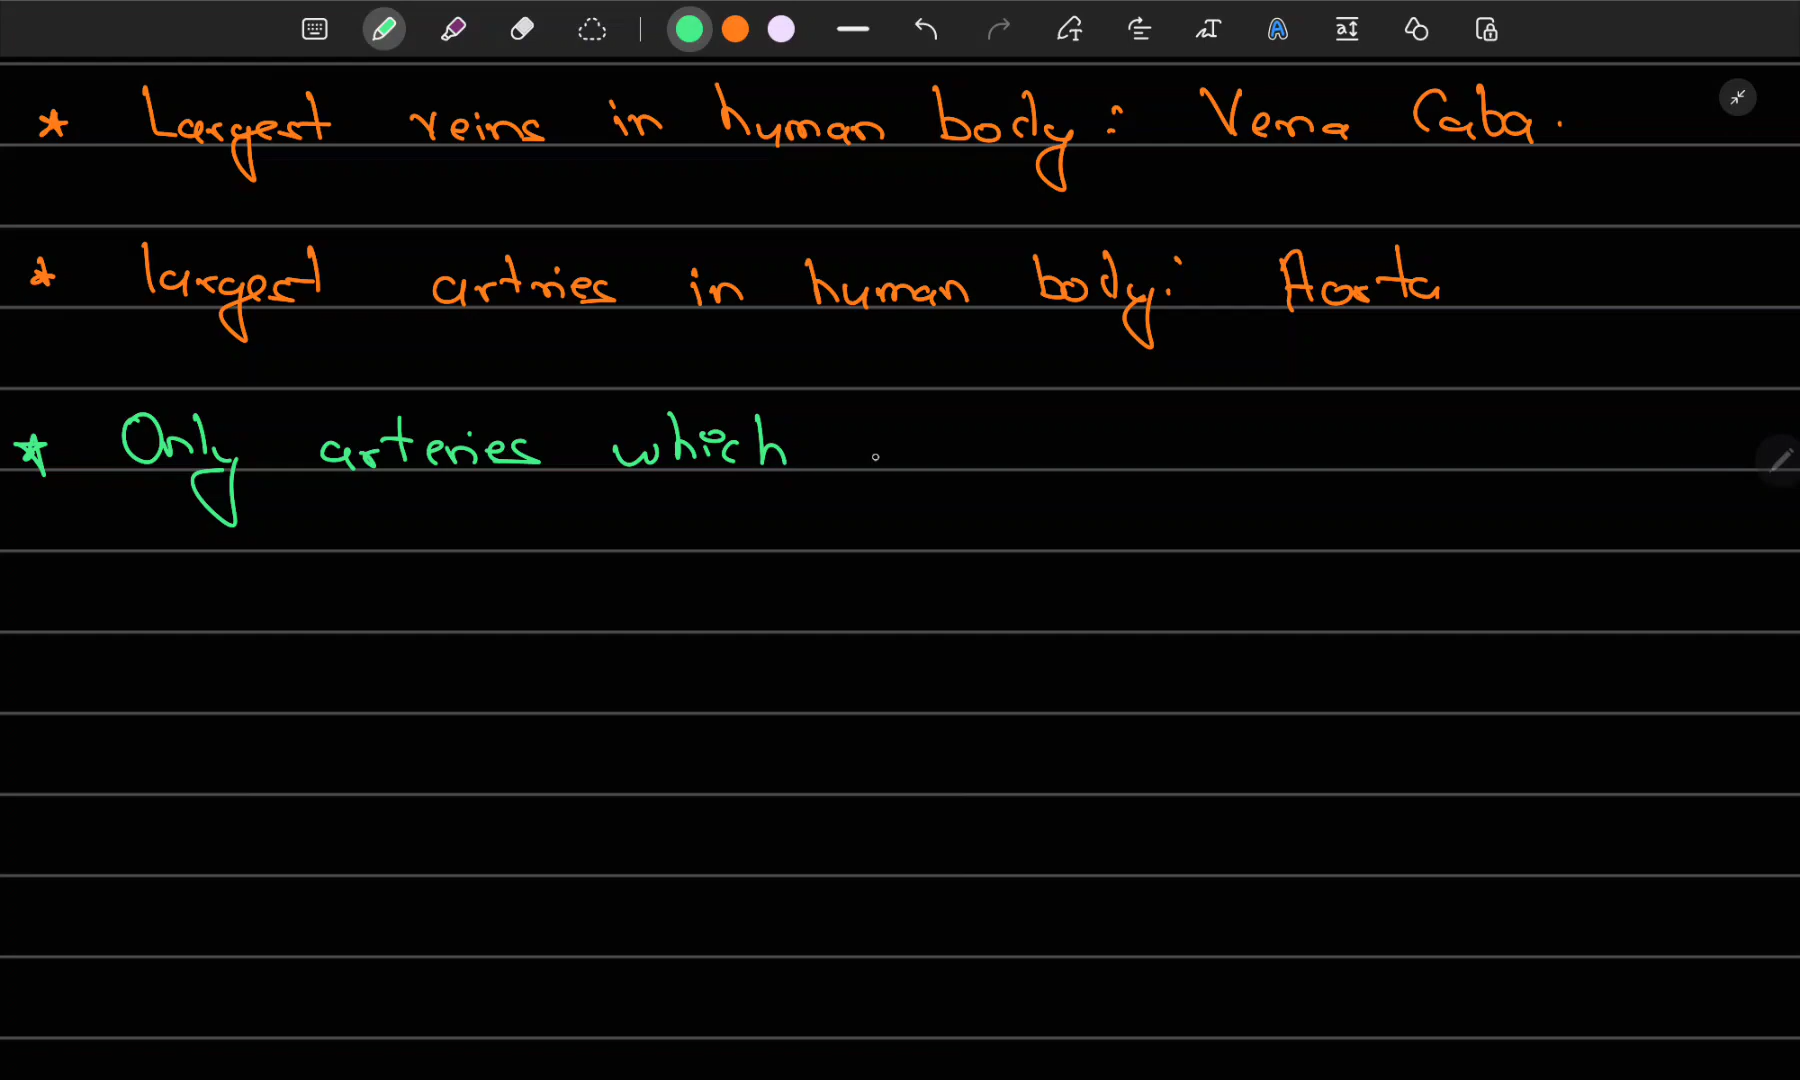 * Largest veins in human body: Vena Caba.
* largest artries in human body: Aorta
* Only arteries which